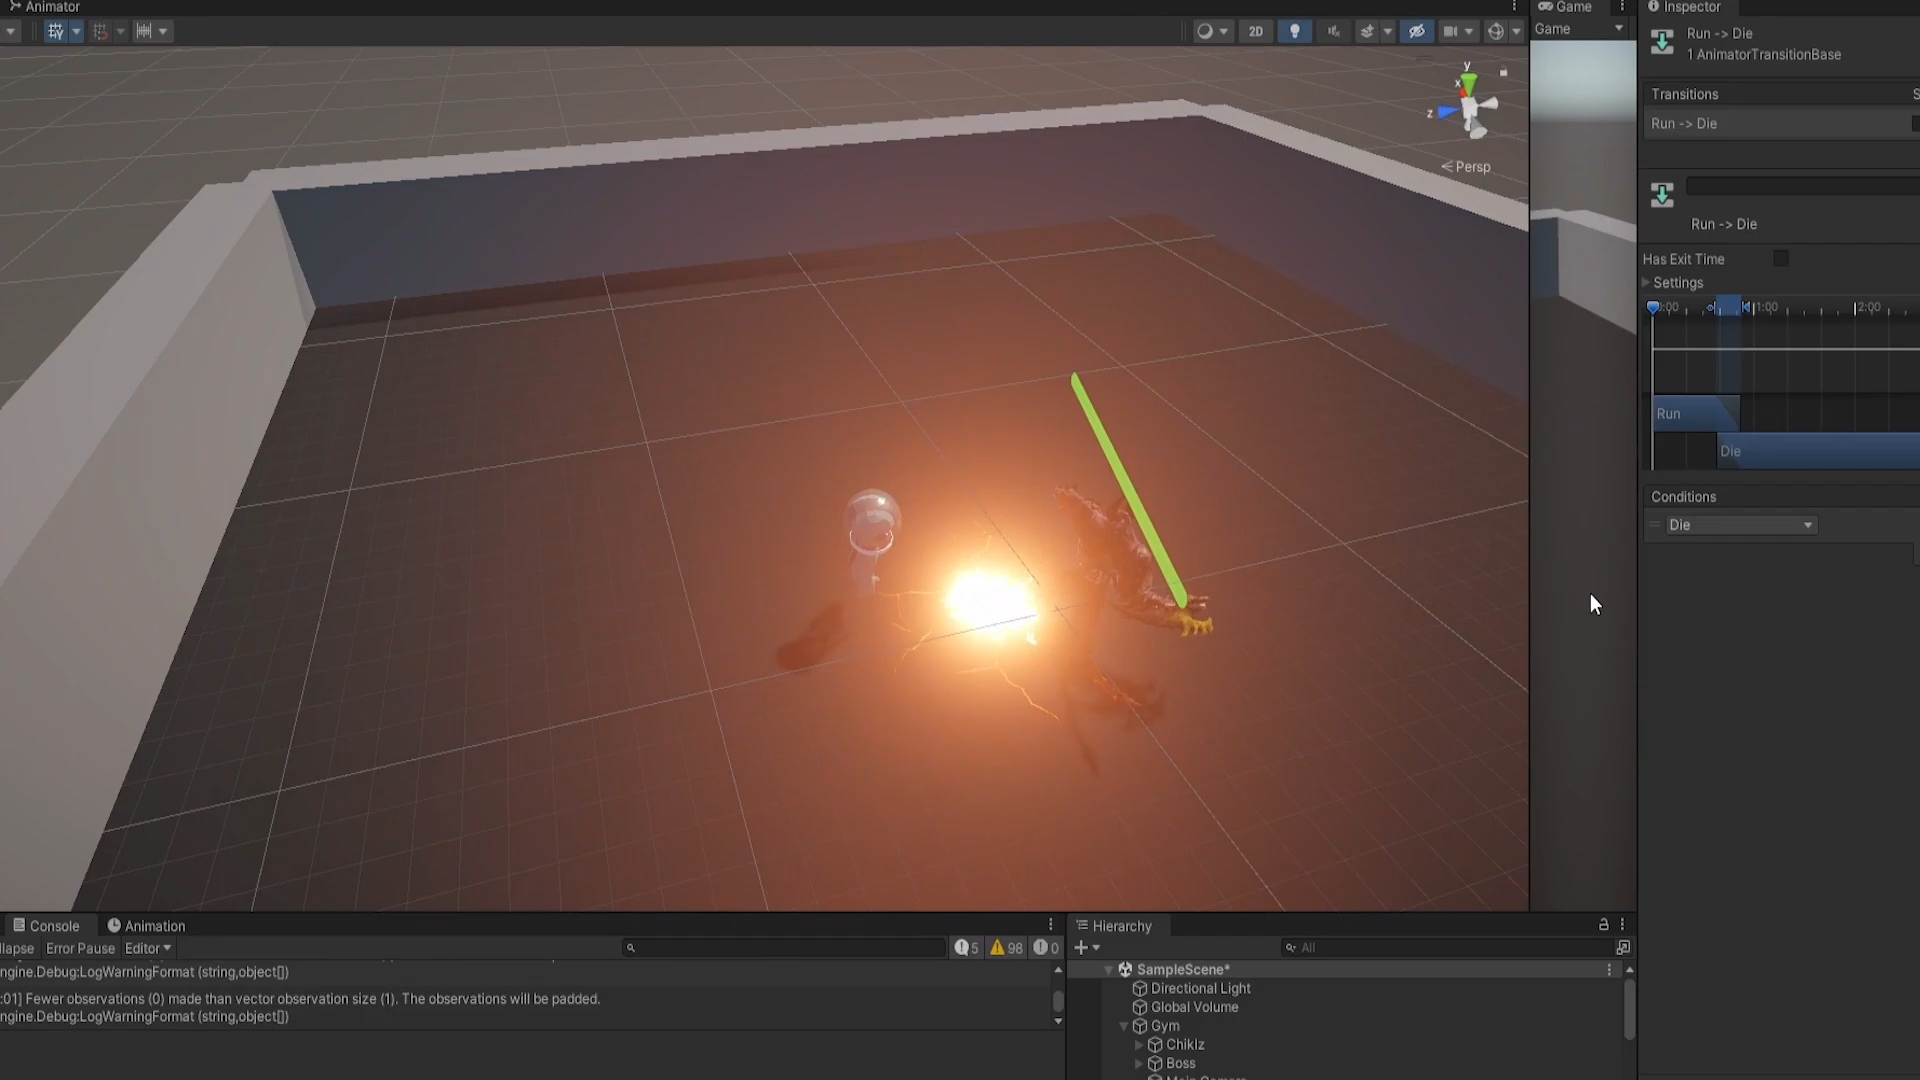 Animator
2D
y
x
z
Persp
Game
Game
Inspector
Run -> Die
1 AnimatorTransitionBase
Transitions
Run -> Die
Run -> Die
Has Exit Time
Settings
1:00
2:00
Run
Die
Conditions
Die
Console
Animation
llapse
Error Pause
Editor
5
98
0
ngine.Debug:LogWarningFormat (string,object[])
:01] Fewer observations (0) made than vector observation size (1). The observations will be padded.
ngine.Debug:LogWarningFormat (string,object[])
Hierarchy
All
SampleScene*
Directional Light
Global Volume
Gym
Chiklz
Boss